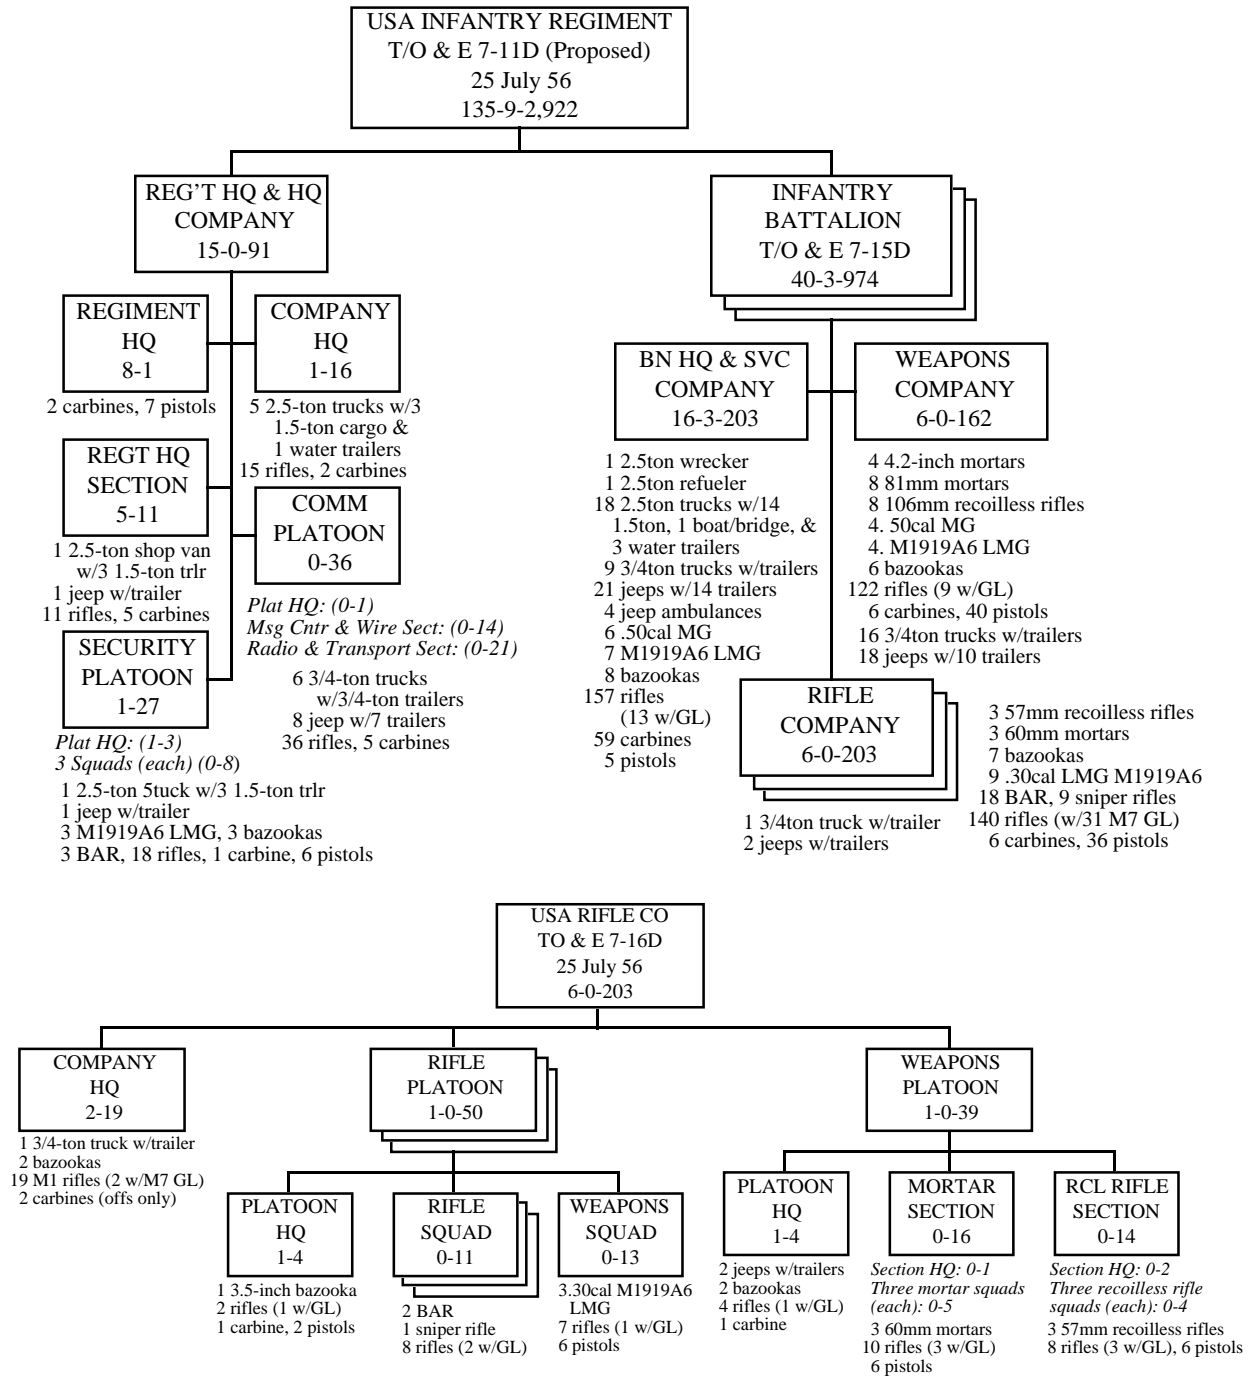 USA INFANTRY REGIMENT
T/O & E 7-11D (Proposed)
25 July 56
135-9-2,922
REG'T HQ & HQ
COMPANY
15-0-91
REGIMENT
HQ
8-1
2 carbines, 7 pistols
COMPANY
HQ
1-16
5 2.5-ton trucks w/3
1.5-ton cargo &
1 water trailers
15 rifles, 2 carbines
REGT HQ
SECTION
5-11
1 2.5-ton shop van
w/3 1.5-ton trlr
1 jeep w/trailer
11 rifles, 5 carbines
COMM
PLATOON
0-36
Plat HQ: (0-1)
Msg Cntr & Wire Sect: (0-14)
Radio & Transport Sect: (0-21)
6 3/4-ton trucks
w/3/4-ton trailers
8 jeep w/7 trailers
36 rifles, 5 carbines
SECURITY
PLATOON
1-27
Plat HQ: (1-3)
3 Squads (each) (0-8)
1 2.5-ton 5tuck w/3 1.5-ton trlr
1 jeep w/trailer
3 M1919A6 LMG, 3 bazookas
3 BAR, 18 rifles, 1 carbine, 6 pistols
INFANTRY
BATTALION
T/O & E 7-15D
40-3-974
BN HQ & SVC
COMPANY
16-3-203
1 2.5ton wrecker
1 2.5ton refueler
18 2.5ton trucks w/14
1.5ton, 1 boat/bridge, &
3 water trailers
9 3/4ton trucks w/trailers
21 jeeps w/14 trailers
4 jeep ambulances
6 .50cal MG
7 M1919A6 LMG
8 bazookas
157 rifles
(13 w/GL)
59 carbines
5 pistols
WEAPONS
COMPANY
6-0-162
4 4.2-inch mortars
8 81mm mortars
8 106mm recoilless rifles
4. 50cal MG
4. M1919A6 LMG
6 bazookas
122 rifles (9 w/GL)
6 carbines, 40 pistols
16 3/4ton trucks w/trailers
18 jeeps w/10 trailers
RIFLE
COMPANY
6-0-203
1 3/4ton truck w/trailer
2 jeeps w/trailers
3 57mm recoilless rifles
3 60mm mortars
7 bazookas
9 .30cal LMG M1919A6
18 BAR, 9 sniper rifles
140 rifles (w/31 M7 GL)
6 carbines, 36 pistols
USA RIFLE CO
TO & E 7-16D
25 July 56
6-0-203
COMPANY
HQ
2-19
1 3/4-ton truck w/trailer
2 bazookas
19 M1 rifles (2 w/M7 GL)
2 carbines (offs only)
RIFLE
PLATOON
1-0-50
PLATOON
HQ
1-4
1 3.5-inch bazooka
2 rifles (1 w/GL)
1 carbine, 2 pistols
RIFLE
SQUAD
0-11
2 BAR
1 sniper rifle
8 rifles (2 w/GL)
WEAPONS
SQUAD
0-13
3.30cal M1919A6
LMG
7 rifles (1 w/GL)
6 pistols
WEAPONS
PLATOON
1-0-39
PLATOON
HQ
1-4
2 jeeps w/trailers
2 bazookas
4 rifles (1 w/GL)
1 carbine
MORTAR
SECTION
0-16
Section HQ: 0-1
Three mortar squads
(each): 0-5
3 60mm mortars
10 rifles (3 w/GL)
6 pistols
RCL RIFLE
SECTION
0-14
Section HQ: 0-2
Three recoilless rifle
squads (each): 0-4
3 57mm recoilless rifles
8 rifles (3 w/GL), 6 pistols